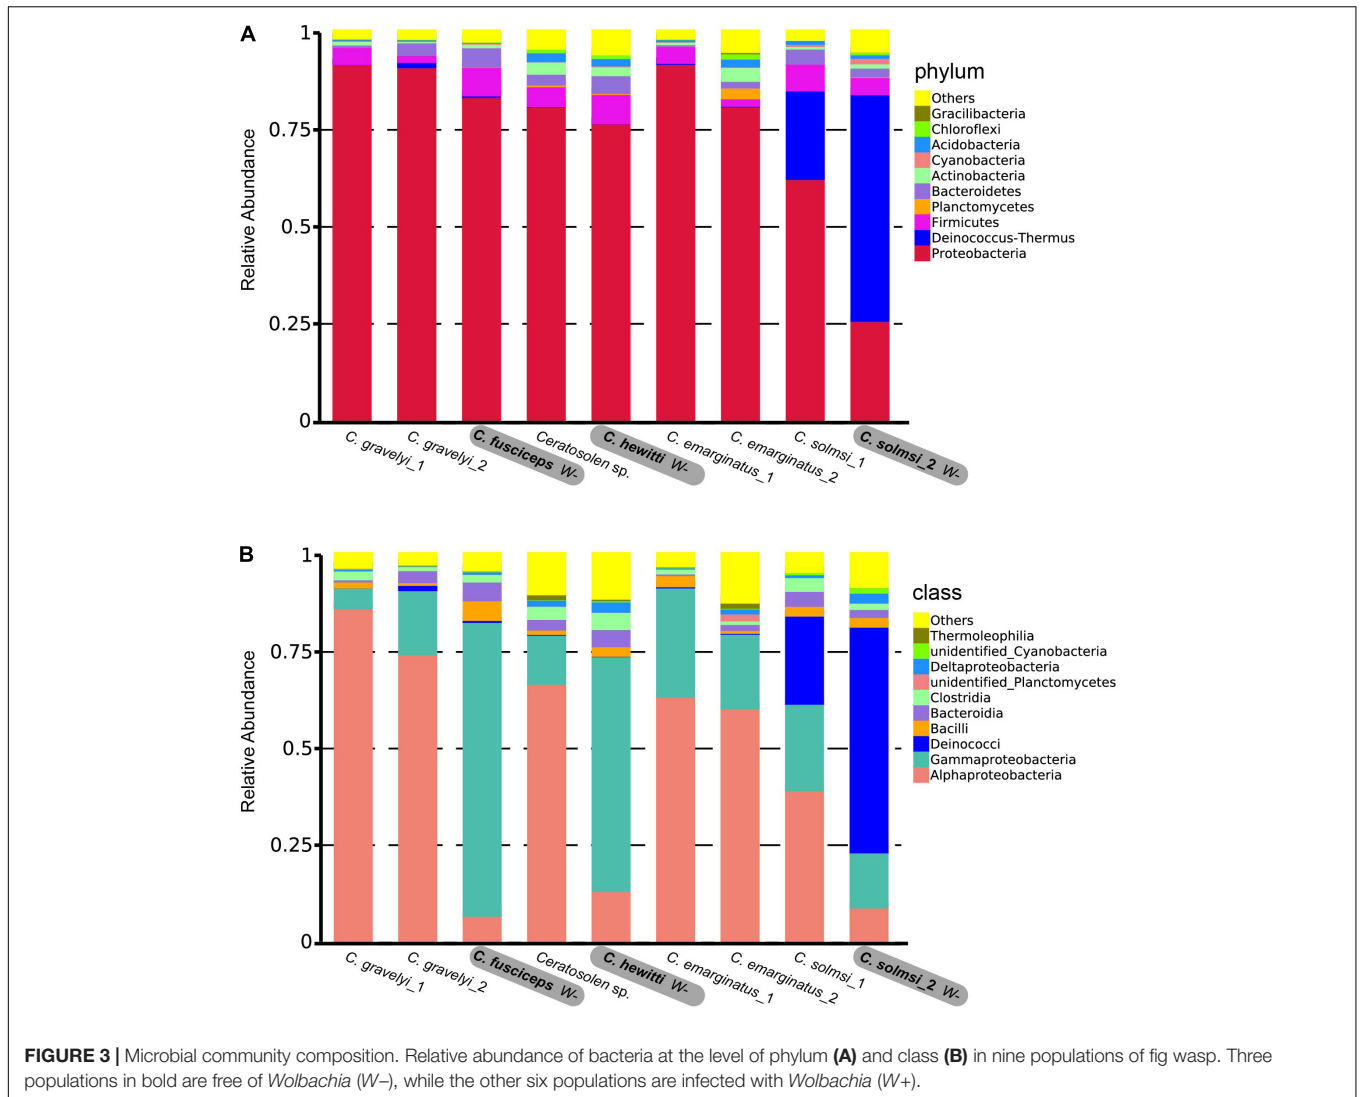 A
1
0.75
0.5
0.25
0
Relative Abundance
phylum
Others
Gracilibacteria
Chloroflexi
Acidobacteria
Cyanobacteria
Actinobacteria
Bacteroidetes
Planctomycetes
Firmicutes
Deinococcus-Thermus
Proteobacteria
C. gravelyi_1
C. gravelyi_2
C. fusciceps W-
Ceratosolen sp.
C. hewitti W-
C. emarginatus_1
C. emarginatus_2
C. solmsi_1
C. solmsi_2 W-
B
1
0.75
0.5
0.25
0
Relative Abundance
class
Others
Thermoleophilia
unidentified_Cyanobacteria
Deltaproteobacteria
unidentified_Planctomycetes
Clostridia
Bacteroidia
Bacilli
Deinococci
Gammaproteobacteria
Alphaproteobacteria
C. gravelyi_1
C. gravelyi_2
C. fusciceps W-
Ceratosolen sp.
C. hewitti W-
C. emarginatus_1
C. emarginatus_2
C. solmsi_1
C. solmsi_2 W-
FIGURE 3 | Microbial community composition. Relative abundance of bacteria at the level of phylum (A) and class (B) in nine populations of fig wasp. Three
populations in bold are free of Wolbachia (W−), while the other six populations are infected with Wolbachia (W+).